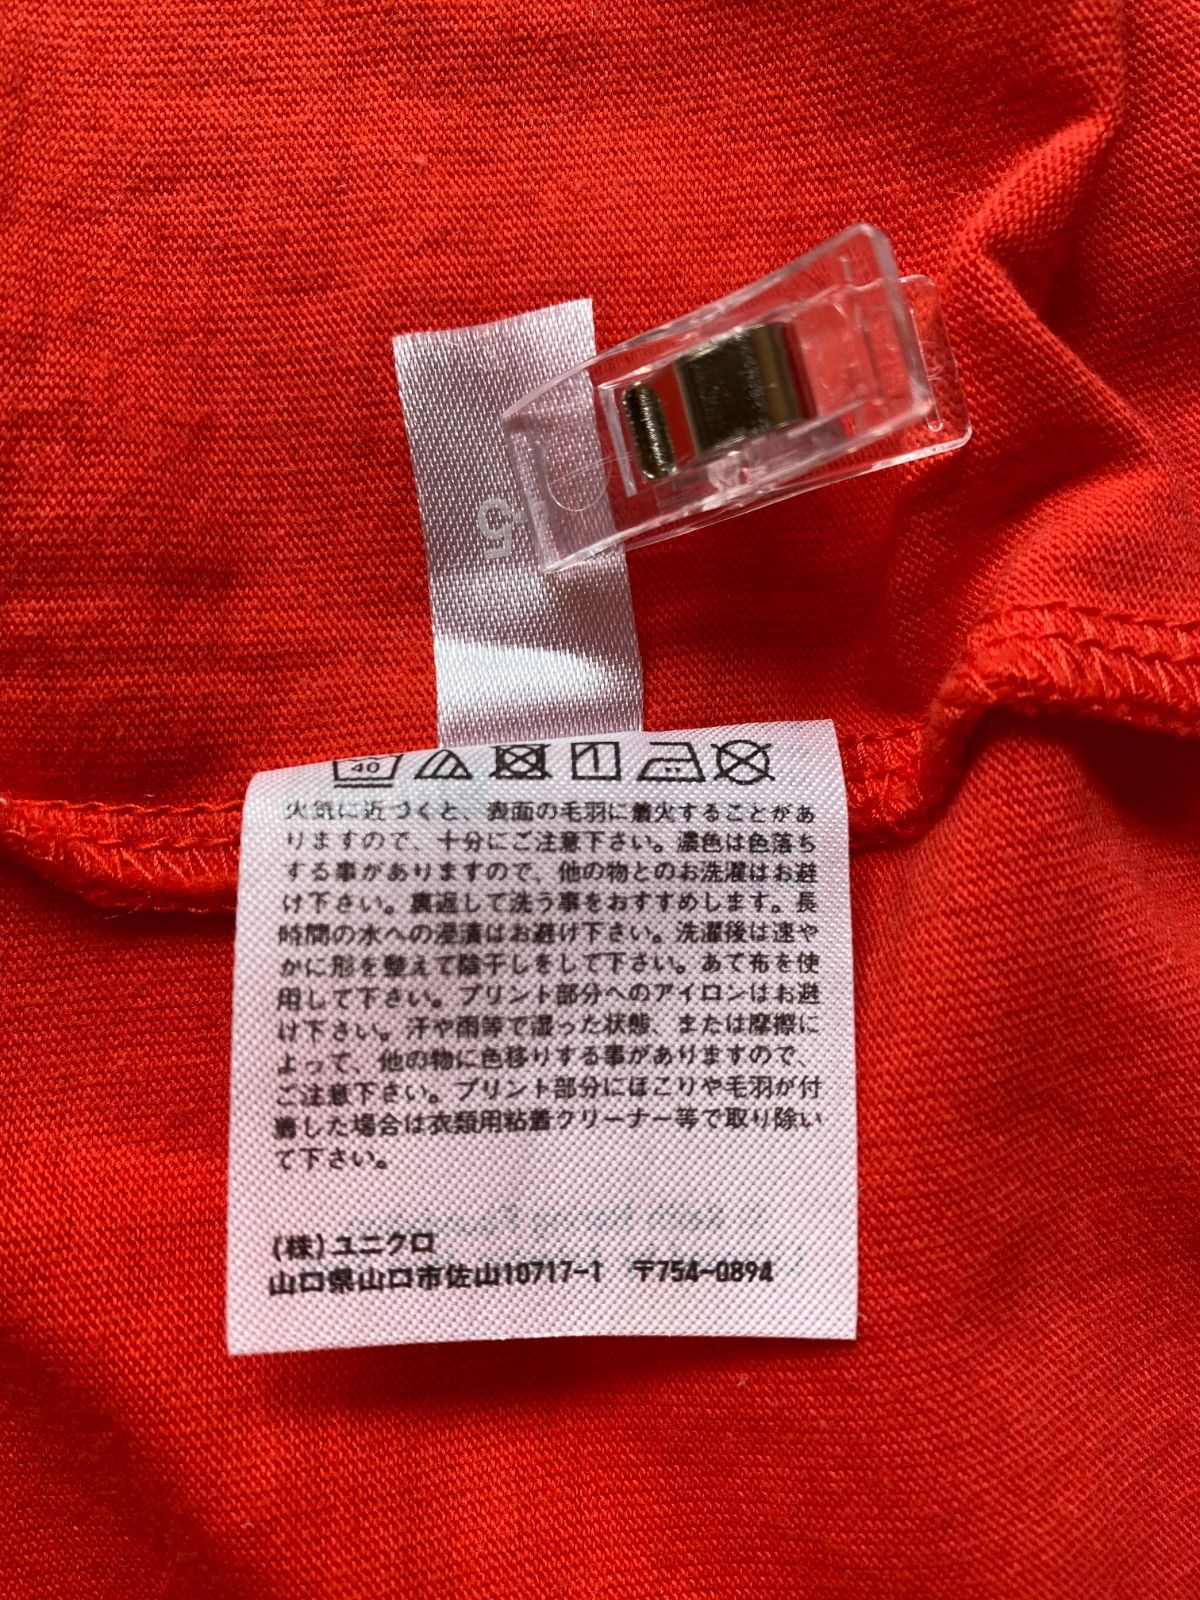 40
火気に近づくと、表面の毛羽に着火することがあ
りますので、十分にご注意下さい。濃色は色落ち
する事がありますので、他の物とのお洗濯はお避
け下さい。裏返して洗う事をおすすめします。長
時間の水への浸漬はお避け下さい。洗濯後は速や
かに形を整えて陰干しをして下さい。あて布を使
用して下さい。プリント部分へのアイロンはお避
け下さい。汗や雨等で湿った状態、または摩擦に
よって、他の物に色移りする事がありますので、
ご注意下さい。プリント部分にほこりや毛羽が付
着した場合は衣類用粘着クリーナー等で取り除い
て下さい。
(株)ユニクロ
山口県山口市佐山10717-1 〒754-0894